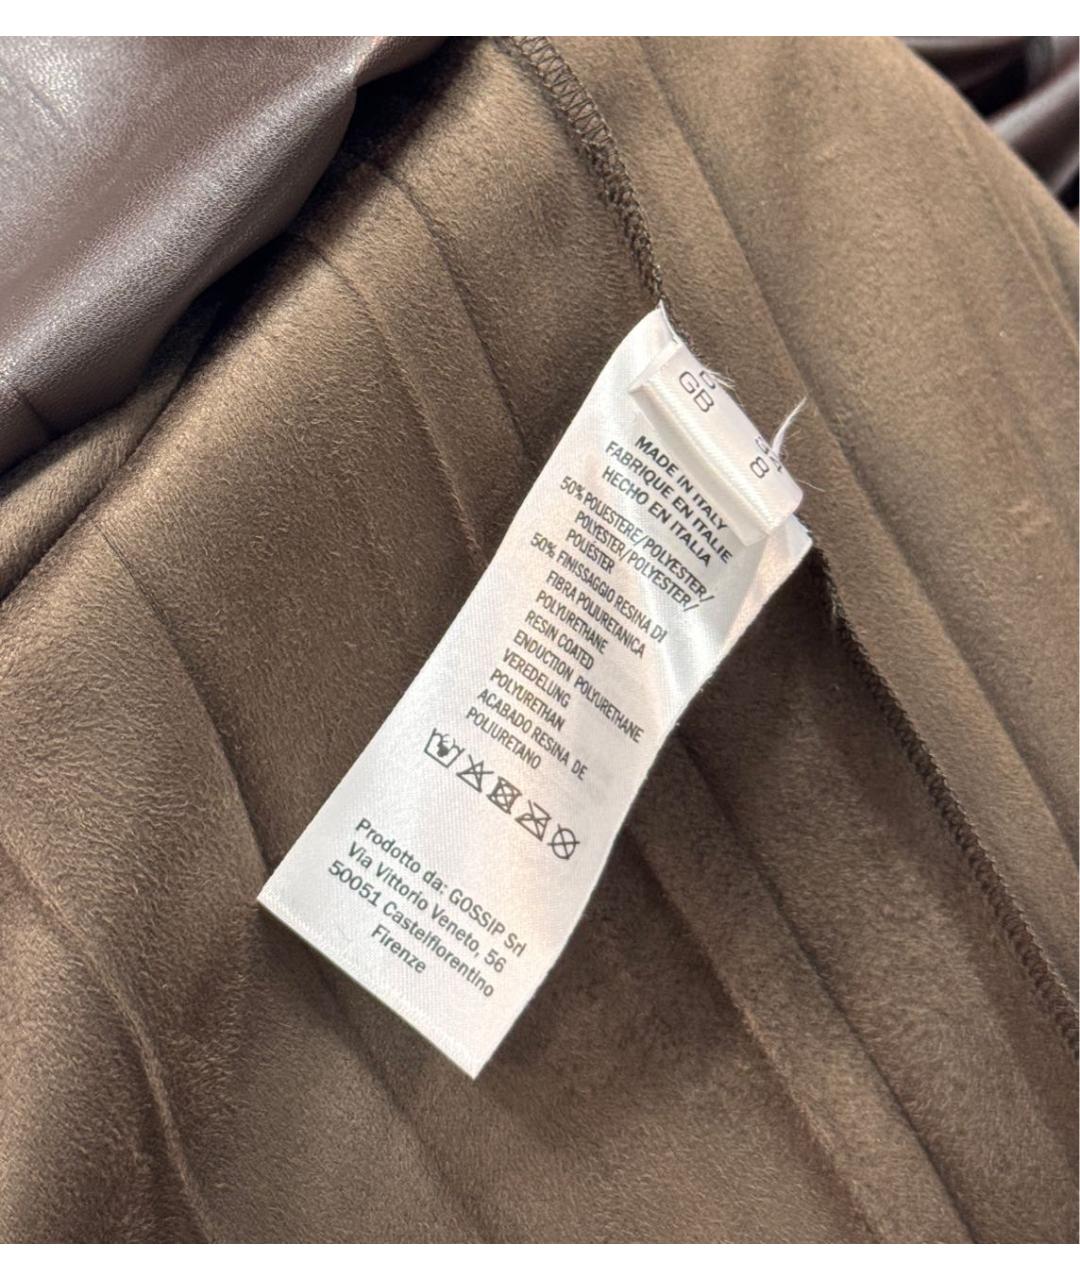 GB
8
MADE IN ITALY
FABRIQUE EN ITALIE
HECHO EN ITALIA
50% POLIESTERE/POLYESTER/
POLYESTER/POLYESTER/
POLIÉSTER
50% FINISSAGGIO RESINA DI
FIBRA POLIURETANICA
POLYURETHANE
RESIN COATED
ENDUCTION POLYURETHANE
VEREDELUNG
POLYURETHAN
ACABADO RESINA DE
POLIURETANO
Prodotto da: GOSSIP Srl
Via Vittorio Veneto, 56
50051 Castelfiorentino
Firenze